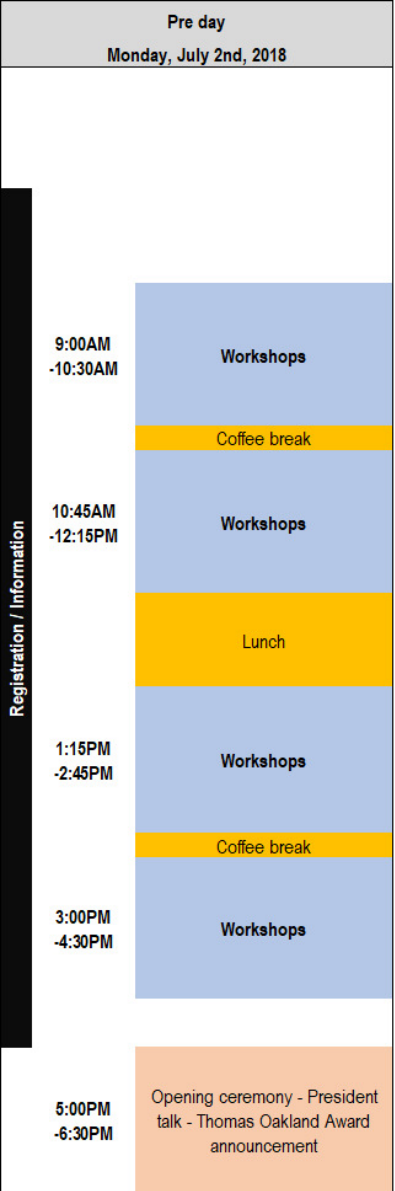 Pre day
Monday, July 2nd, 2018
Registration / Information
9:00AM
-10:30AM
Workshops
Coffee break
10:45AM
-12:15PM
Workshops
Lunch
1:15PM
-2:45PM
Workshops
Coffee break
3:00PM
-4:30PM
Workshops
5:00PM
-6:30PM
Opening ceremony - President
talk - Thomas Oakland Award
announcement